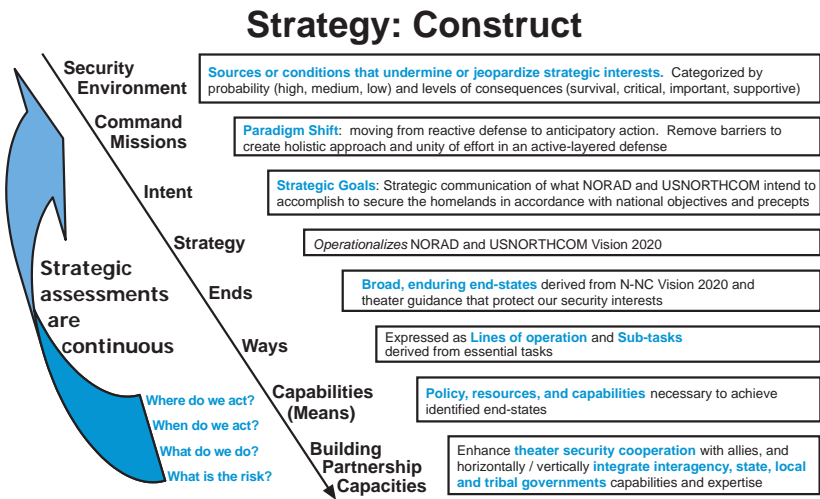 Strategy: Construct
Security
Environment
Sources or conditions that undermine or jeopardize strategic interests. Categorized by
probability (high, medium, low) and levels of consequences (survival, critical, important, supportive)
Command
Missions
Paradigm Shift: moving from reactive defense to anticipatory action. Remove barriers to
create holistic approach and unity of effort in an active-layered defense
Intent
Strategic Goals: Strategic communication of what NORAD and USNORTHCOM intend to
accomplish to secure the homelands in accordance with national objectives and precepts
Strategy
Operationalizes NORAD and USNORTHCOM Vision 2020
Ends
Broad, enduring end-states derived from N-NC Vision 2020 and
theater guidance that protect our security interests
Ways
Expressed as Lines of operation and Sub-tasks
derived from essential tasks
Capabilities
(Means)
Policy, resources, and capabilities necessary to achieve
identified end-states
Building
Partnership
Capacities
Enhance theater security cooperation with allies, and
horizontally / vertically integrate interagency, state, local
and tribal governments capabilities and expertise
Strategic
assessments
are
continuous
Where do we act?
When do we act?
What do we do?
What is the risk?